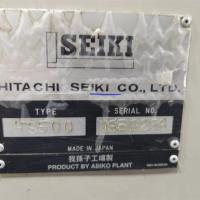 SEIKI
HITACHI SEIKI CO., LTD.
TYPE SERIAL NO.
MADE IN JAPAN
我孫子工場製
PRODUCT BY ABIKO PLANT